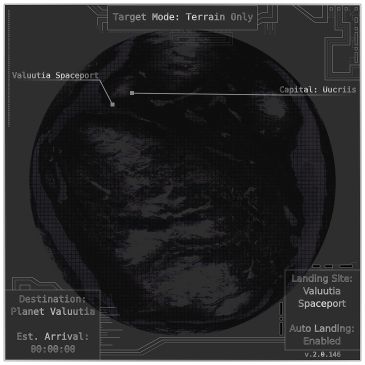 Target Mode: Terrain Only
Valuutia Spaceport
Capital: Uucriis
Landing Site:
Valuutia
Spaceport
Auto Landing:
Enabled
Destination:
Planet Valuutia
Est. Arrival:
00:00:00
v.2.0.146